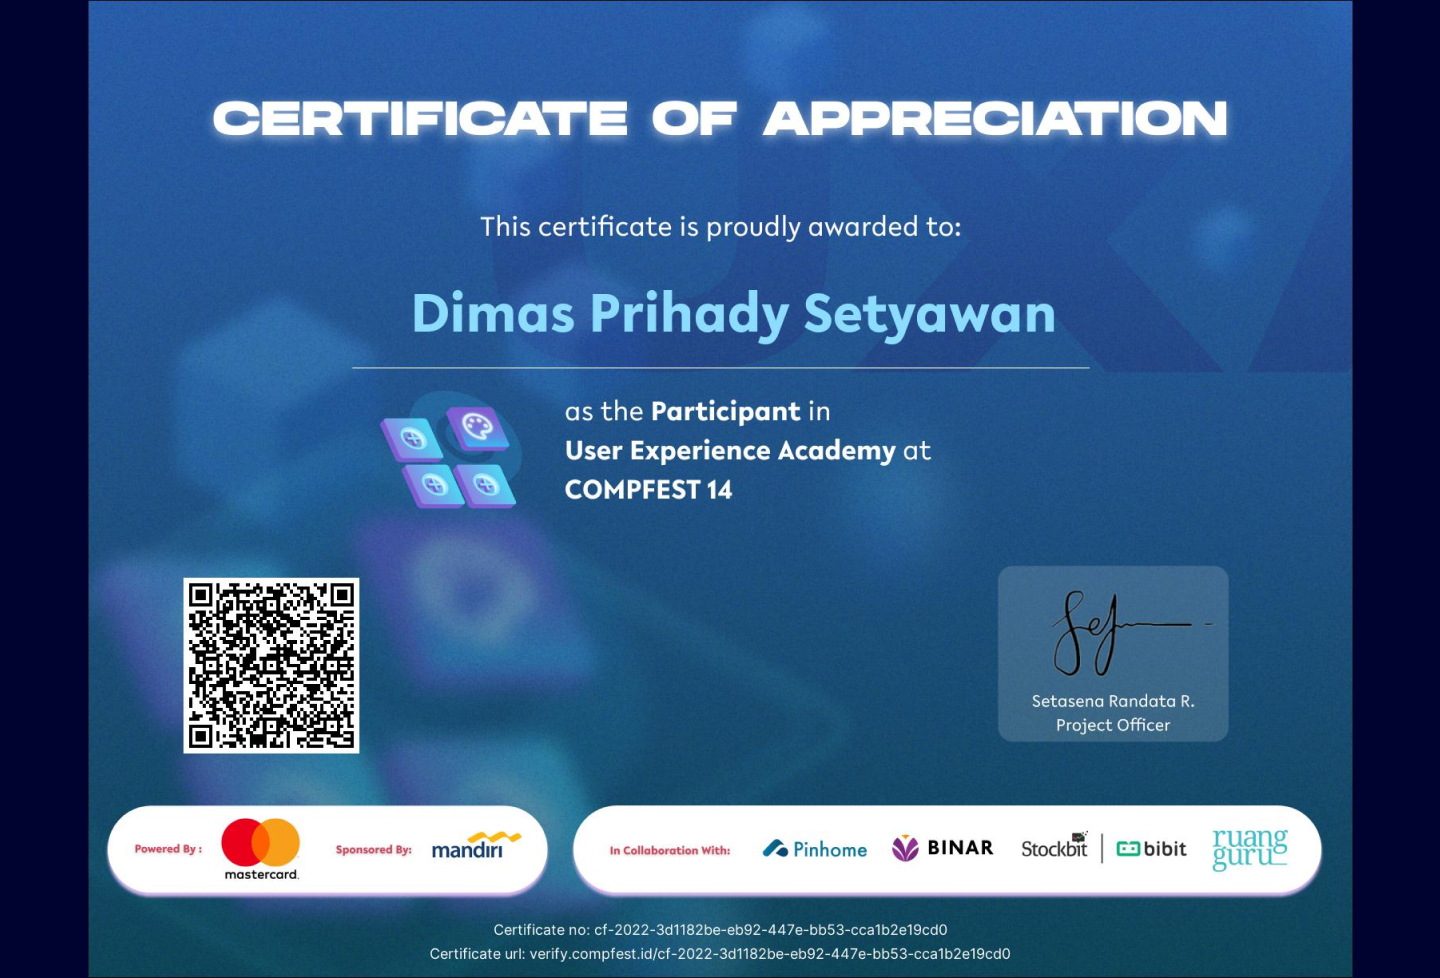 CERTIFICATE OF APPRECIATION
This certificate is proudly awarded to:
Dimas Prihady Setyawan
as the Participant in
User Experience Academy at
COMPFEST 14
Setasena Randata R.
Project Officer
Powered By :
mastercard.
Sponsored By:
mandiri
In Collaboration With:
Pinhome
BINAR
Stockbit
bibit
ruang
guru
Certificate no: cf-2022-3d1182be-eb92-447e-bb53-cca1b2e19cd0
Certificate url: verify.compfest.id/cf-2022-3d1182be-eb92-447e-bb53-cca1b2e19cd0